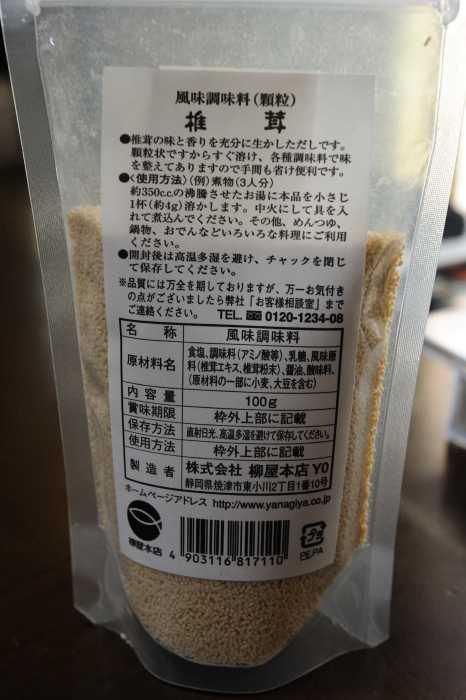 風味調味料(顆粒)
椎茸
●椎茸の味と香りを充分に生かしただしです。
顆粒状ですからすぐ溶け、各種調味料で味
を整えてありますので手間も省け便利です。
●〈使用方法〉(例)煮物(3人分)
約350c.c.の沸騰させたお湯に本品を小さじ
1杯(約4g)溶かします。中火にして具を入
れて煮込んでください。その他、めんつゆ、
鍋物、おでんなどいろいろな料理にご利用
ください。
●開封後は高温多湿を避け、チャックを閉じ
て保存してください。
※品質には万全を期しておりますが、万一お気付き
の点がございましたら弊社「お客様相談室」まで
ご連絡ください。 TEL. 0120-1234-08
名称 風味調味料
原材料名 食塩、調味料(アミノ酸等)、乳糖、風味原
料(椎茸エキス、椎茸粉末)、醤油、酸味料、
(原材料の一部に小麦、大豆を含む)
内容量 100g
賞味期限 枠外上部に記載
保存方法 直射日光、高温多湿を避けて保存してください。
使用方法 枠外上部に記載
製造者 株式会社 柳屋本店 Y0
静岡県焼津市東小川2丁目1番10号
ホームページアドレス http://www.yanagiya.co.jp
柳屋本店
4 903116 817110
プラ
PE,PA